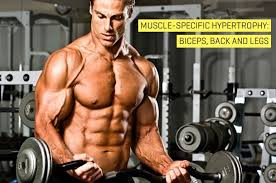 MUSCLE-SPECIFIC HYPERTROPHY:
BICEPS, BACK AND LEGS